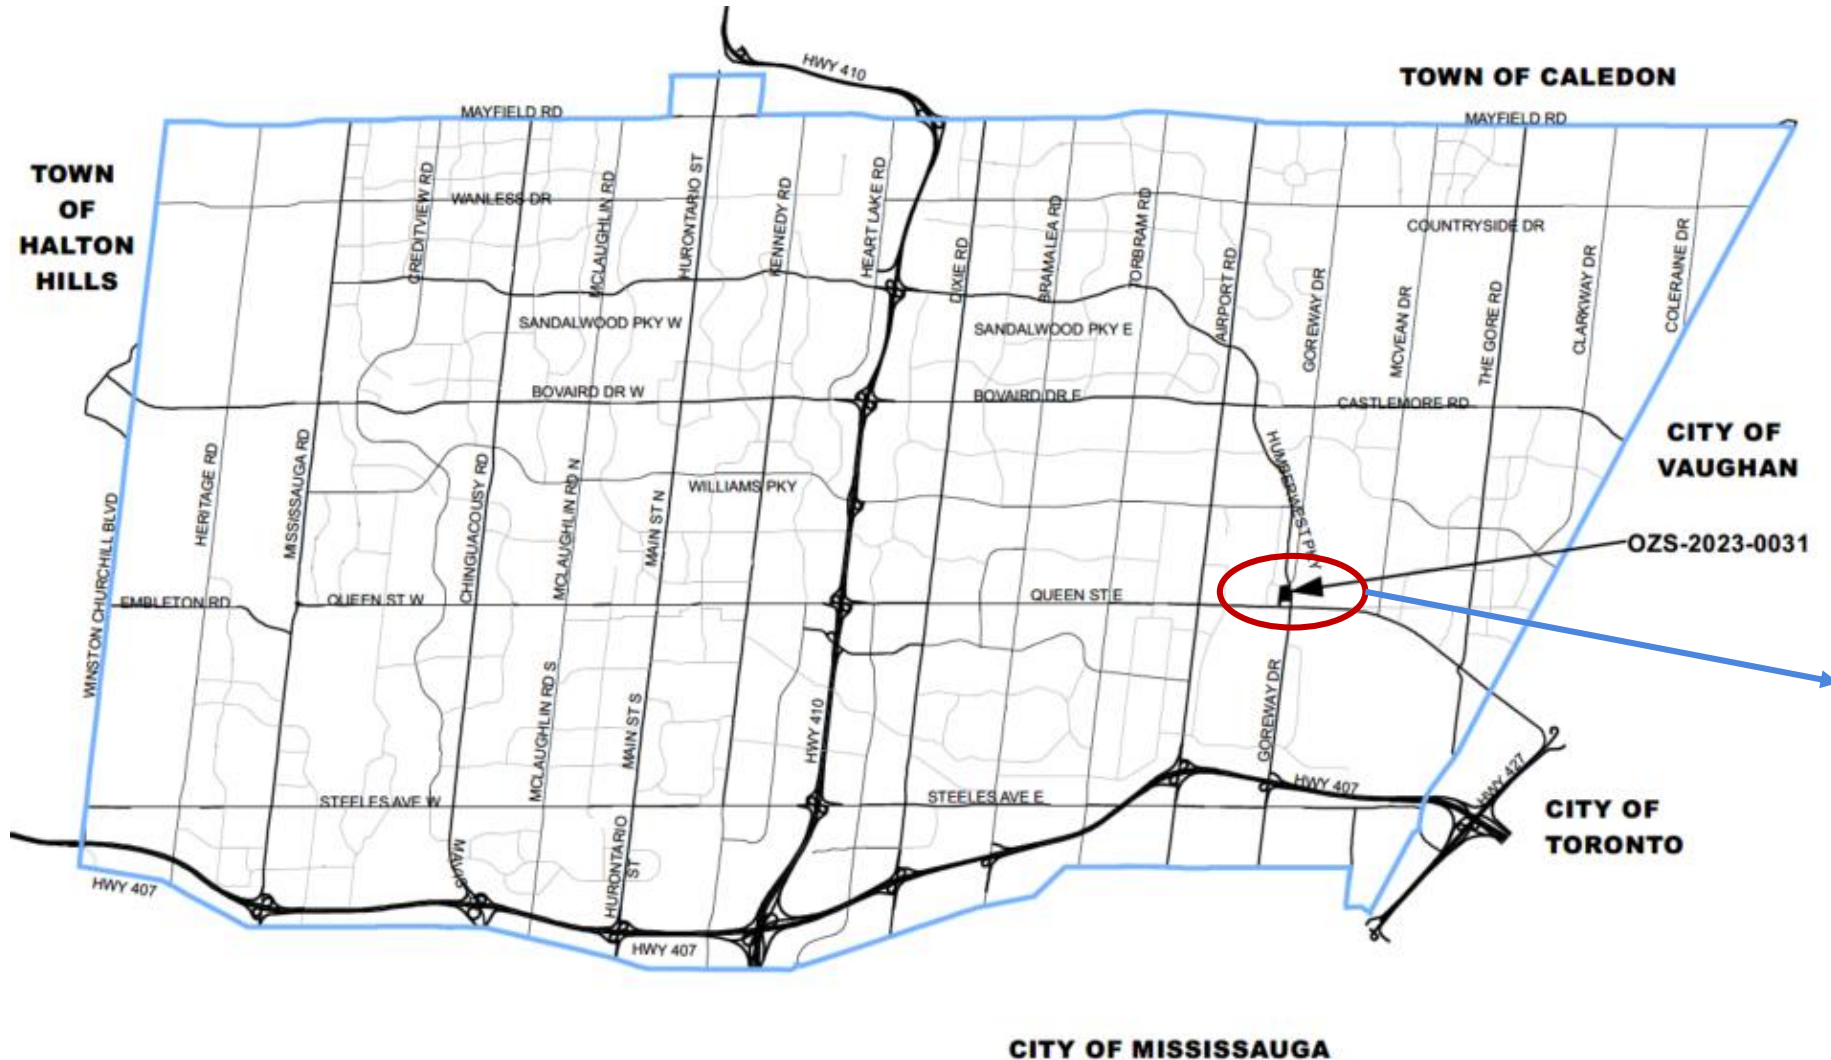 HWY 410
TOWN OF CALEDON
MAYFIELD RD
MAYFIELD RD
TOWN
OF
HALTON
HILLS
CREDITVIEW RD
WANLESS DR
MCLAUGHLIN RD
HURONTARIO ST
KENNEDY RD
HEART LAKE RD
DIXIE RD
BRAMALEA RD
TORBRAM RD
AIRPORT RD
GOREWAY DR
COUNTRYSIDE DR
MCVEAN DR
THE GORE RD
CLARKWAY DR
COLERAINE DR
SANDALWOOD PKY W
SANDALWOOD PKY E
BOVAIRD DR W
BOVAIRD DR E
CASTLEMORE RD
CITY OF
VAUGHAN
HERITAGE RD
MISSISSAUGA RD
CHINGUACOUSY RD
MCLAUGHLIN RD N
MAIN ST N
WILLIAMS PKY
HUMBERWEST PKY
OZS-2023-0031
WINSTON CHURCHILL BLVD
EMBLETON RD
QUEEN ST W
QUEEN ST E
MCLAUGHLIN RD S
MAIN ST S
HWY 410
GOREWAY DR
STEELES AVE W
STEELES AVE E
HWY 407
HWY 427
CITY OF
TORONTO
MAVIS
HURONTARIO
ST
HWY 407
HWY 407
CITY OF MISSISSAUGA